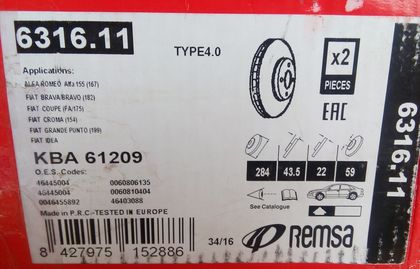 6316.11
TYPE4.0
x2
PIECES
Applications:
ALFA ROMEO Alfa 155 (167)
FIAT BRAVA/BRAVO (182)
FIAT COUPE (FA/175)
FIAT CROMA (154)
FIAT GRANDE PUNTO (199)
FIAT IDEA
EAC
KBA 61209
284 43.5 22 59
O.E.S. Codes:
46445004 0060806135
46445004 0060810404
0046455892 46403088
See Catalogue
Made in P.R.C.-TESTED IN EUROPE
8 427975 152886
34/16
Remsa
6316.11